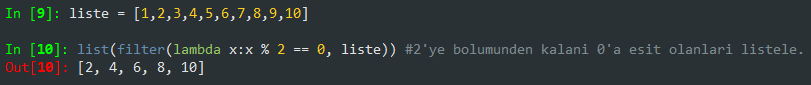 In [9]: liste = [1,2,3,4,5,6,7,8,9,10]
In [10]: list(filter(lambda x:x % 2 == 0, liste)) #2'ye bolumunden kalani 0'a esit olanlari listele.
Out[10]: [2, 4, 6, 8, 10]